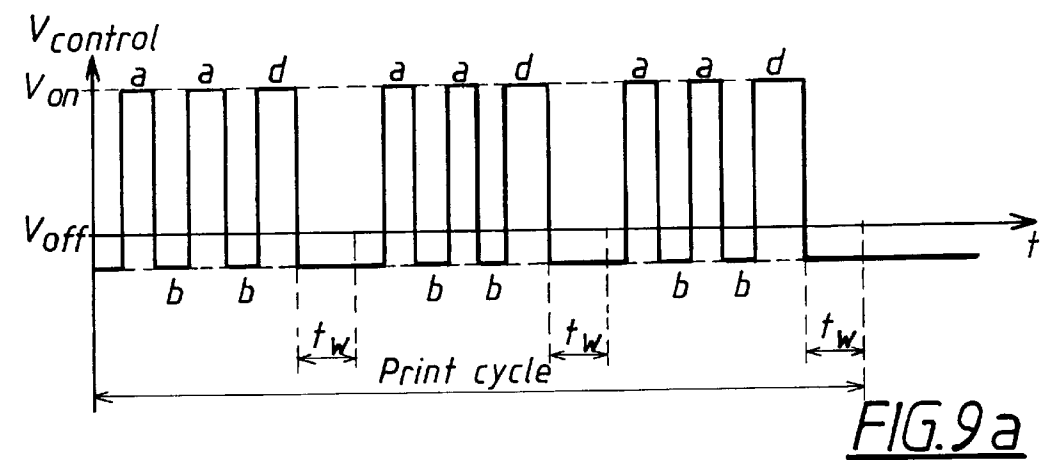 Vcontrol
a a d a a d a a d
Von
Voff
t
b b b b b b
tw tw tw
Print cycle
FIG.9a